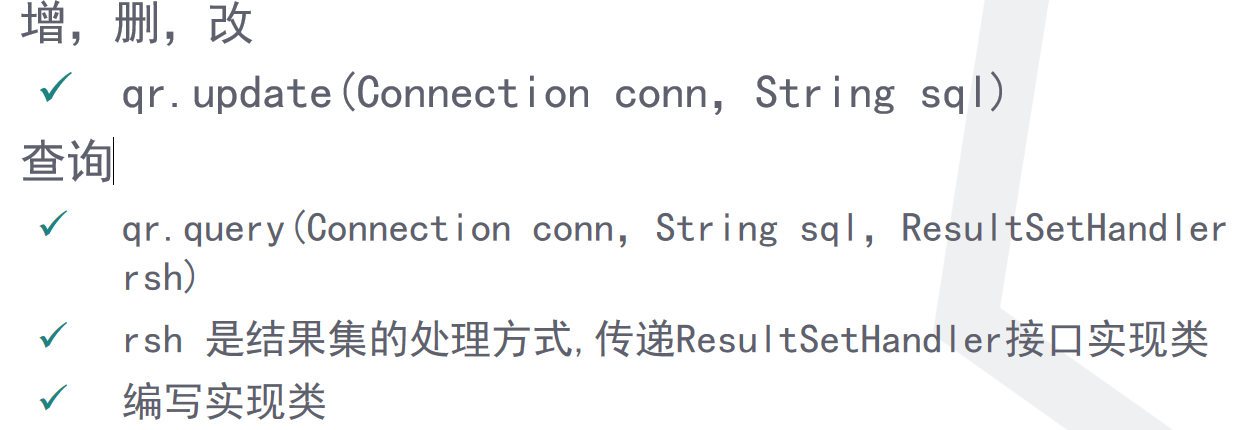 增，删，改
qr.update(Connection conn，String sql)
查询
qr.query(Connection conn，String sql，ResultSetHandler
rsh)
rsh 是结果集的处理方式,传递ResultSetHandler接口实现类
编写实现类